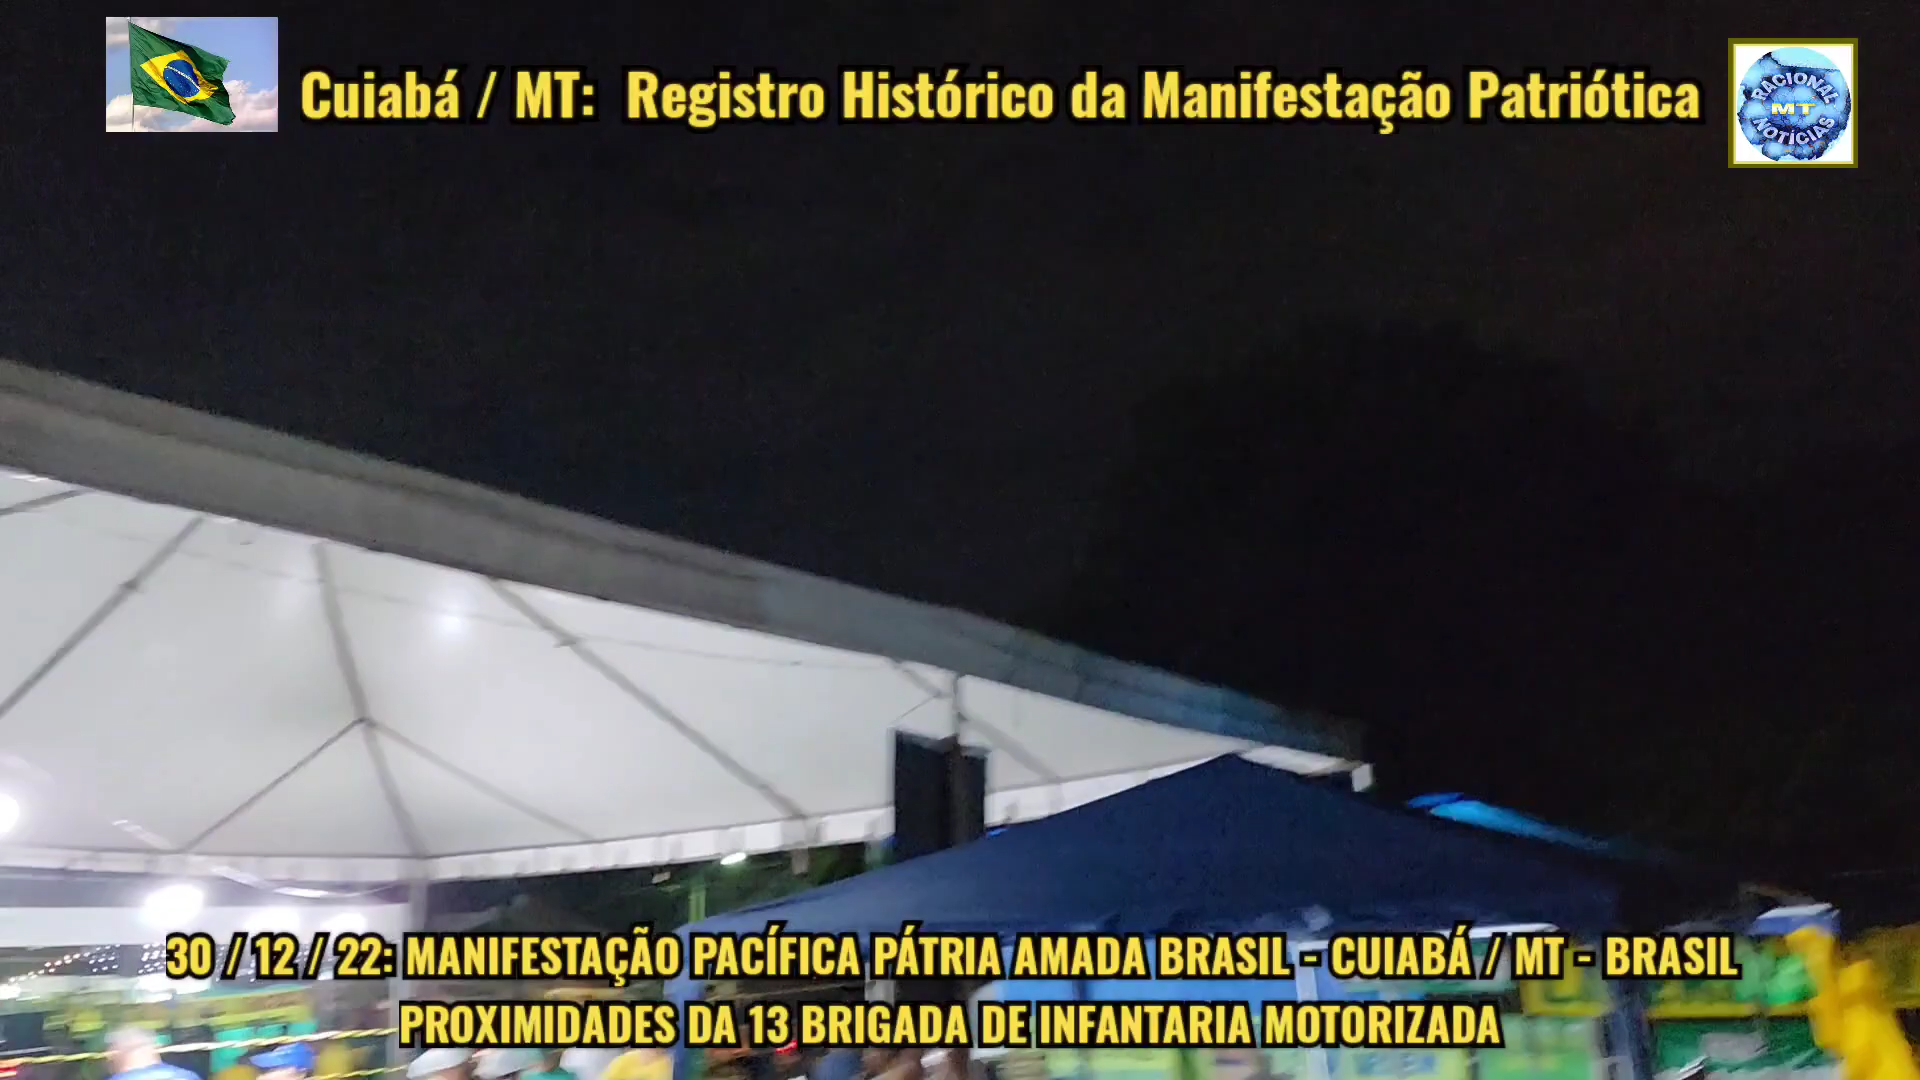 Cuiabá / MT: Registro Histórico da Manifestação Patriótica
RACIONAL
MT
NOTÍCIAS
30 / 12 / 22: MANIFESTAÇÃO PACÍFICA PÁTRIA AMADA BRASIL - CUIABÁ / MT - BRASIL
PROXIMIDADES DA 13 BRIGADA DE INFANTARIA MOTORIZADA